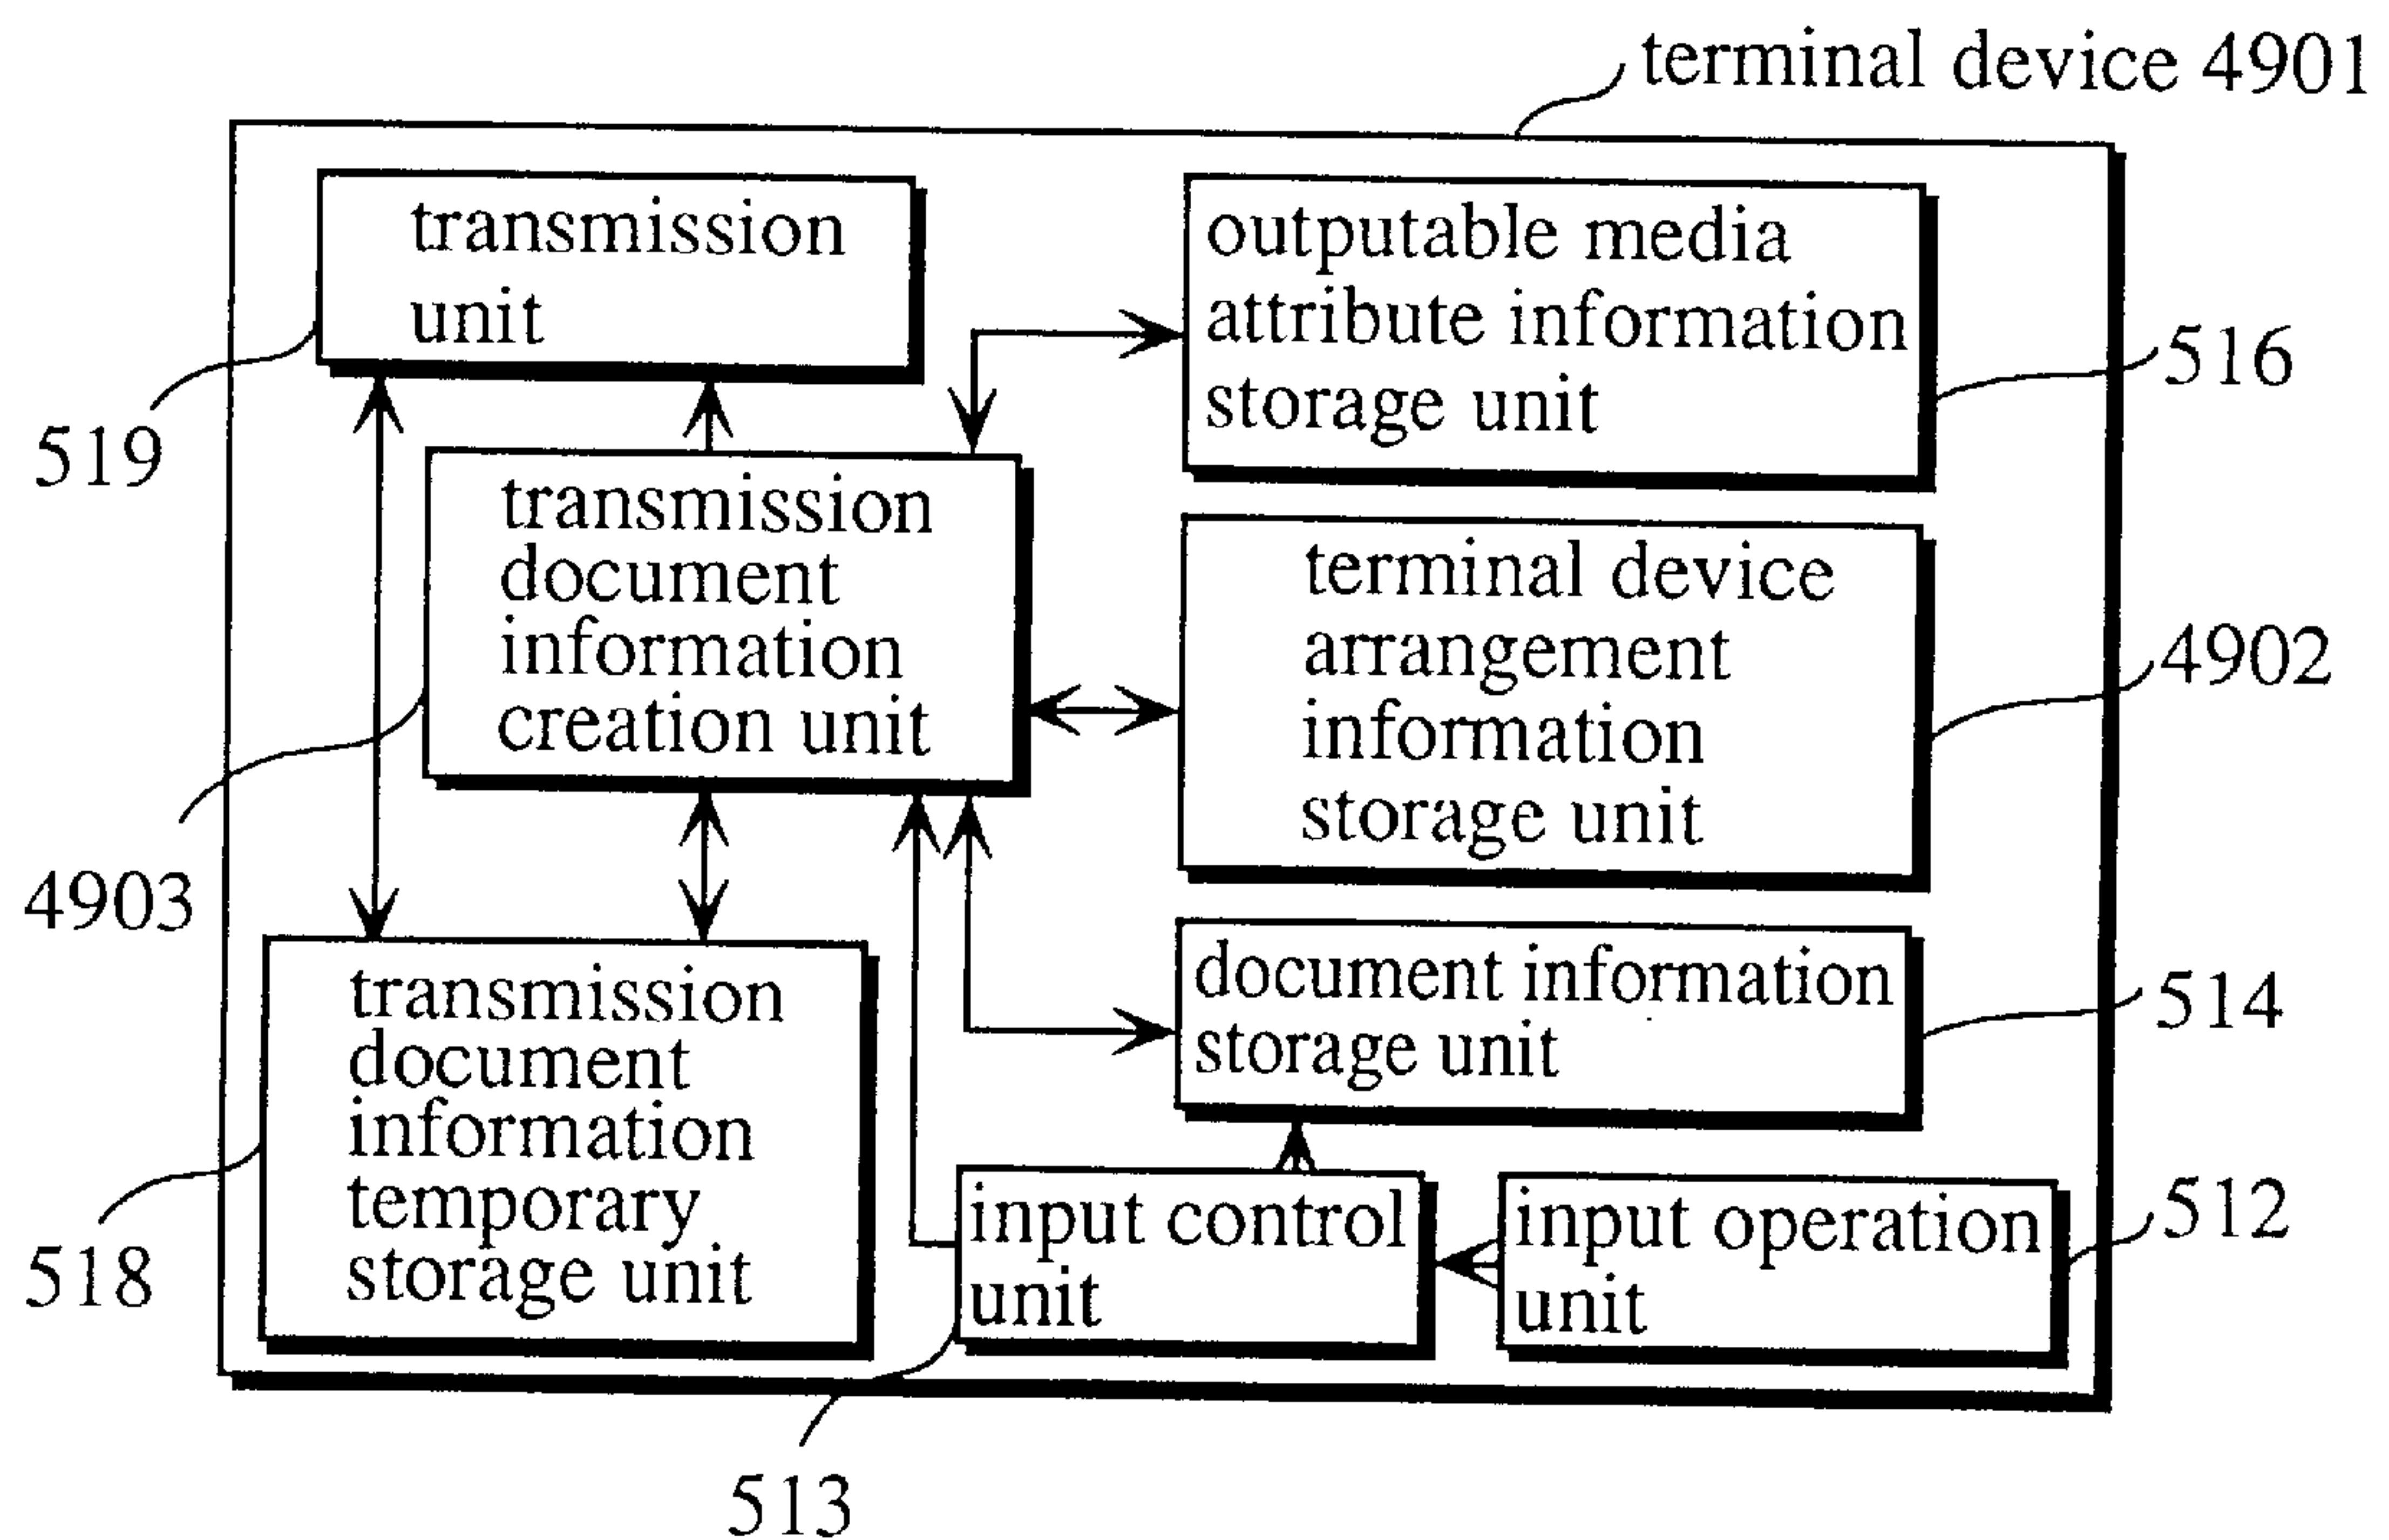 terminal device 4901
transmission
unit
519
outputable media
attribute information
storage unit
516
transmission
document
information
creation unit
4903
terminal device
arrangement
information
storage unit
4902
transmission
document
information
temporary
storage unit
518
document information
storage unit
514
input control
unit
513
input operation
unit
512